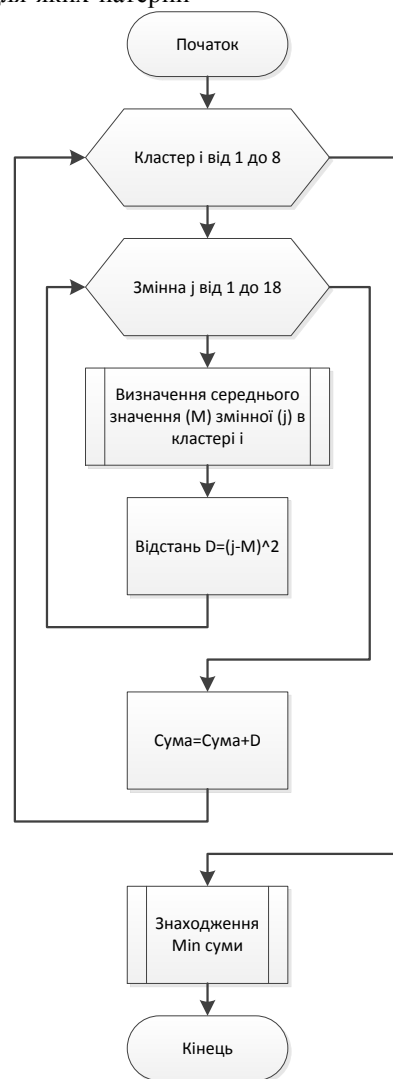 для яких патерни
Початок
Кластер і від 1 до 8
Змінна j від 1 до 18
Визначення середнього
значення (М) змінної (j) в
кластері і
Відстань D=(j-M)^2
Сума=Сума+D
Знаходження
Min суми
Кінець